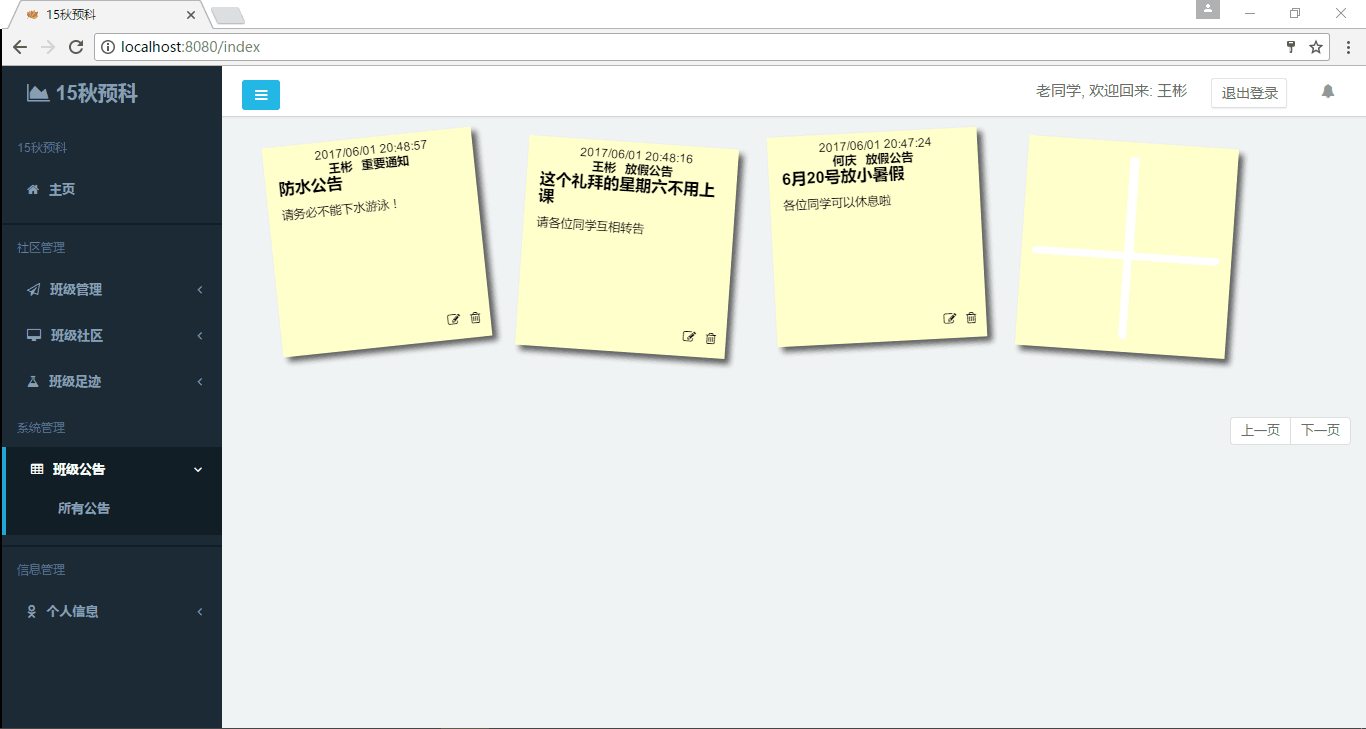 15秋预科
localhost:8080/index
15秋预科
老同学, 欢迎回来: 王彬
退出登录
15秋预科
主页
社区管理
班级管理
班级社区
班级足迹
系统管理
班级公告
所有公告
信息管理
个人信息
2017/06/01 20:48:57
王彬 重要通知
防水公告
请务必不能下水游泳！
2017/06/01 20:48:16
王彬 放假公告
这个礼拜的星期六不用上
课
请各位同学互相转告
2017/06/01 20:47:24
何庆 放假公告
6月20号放小暑假
各位同学可以休息啦
上一页
下一页